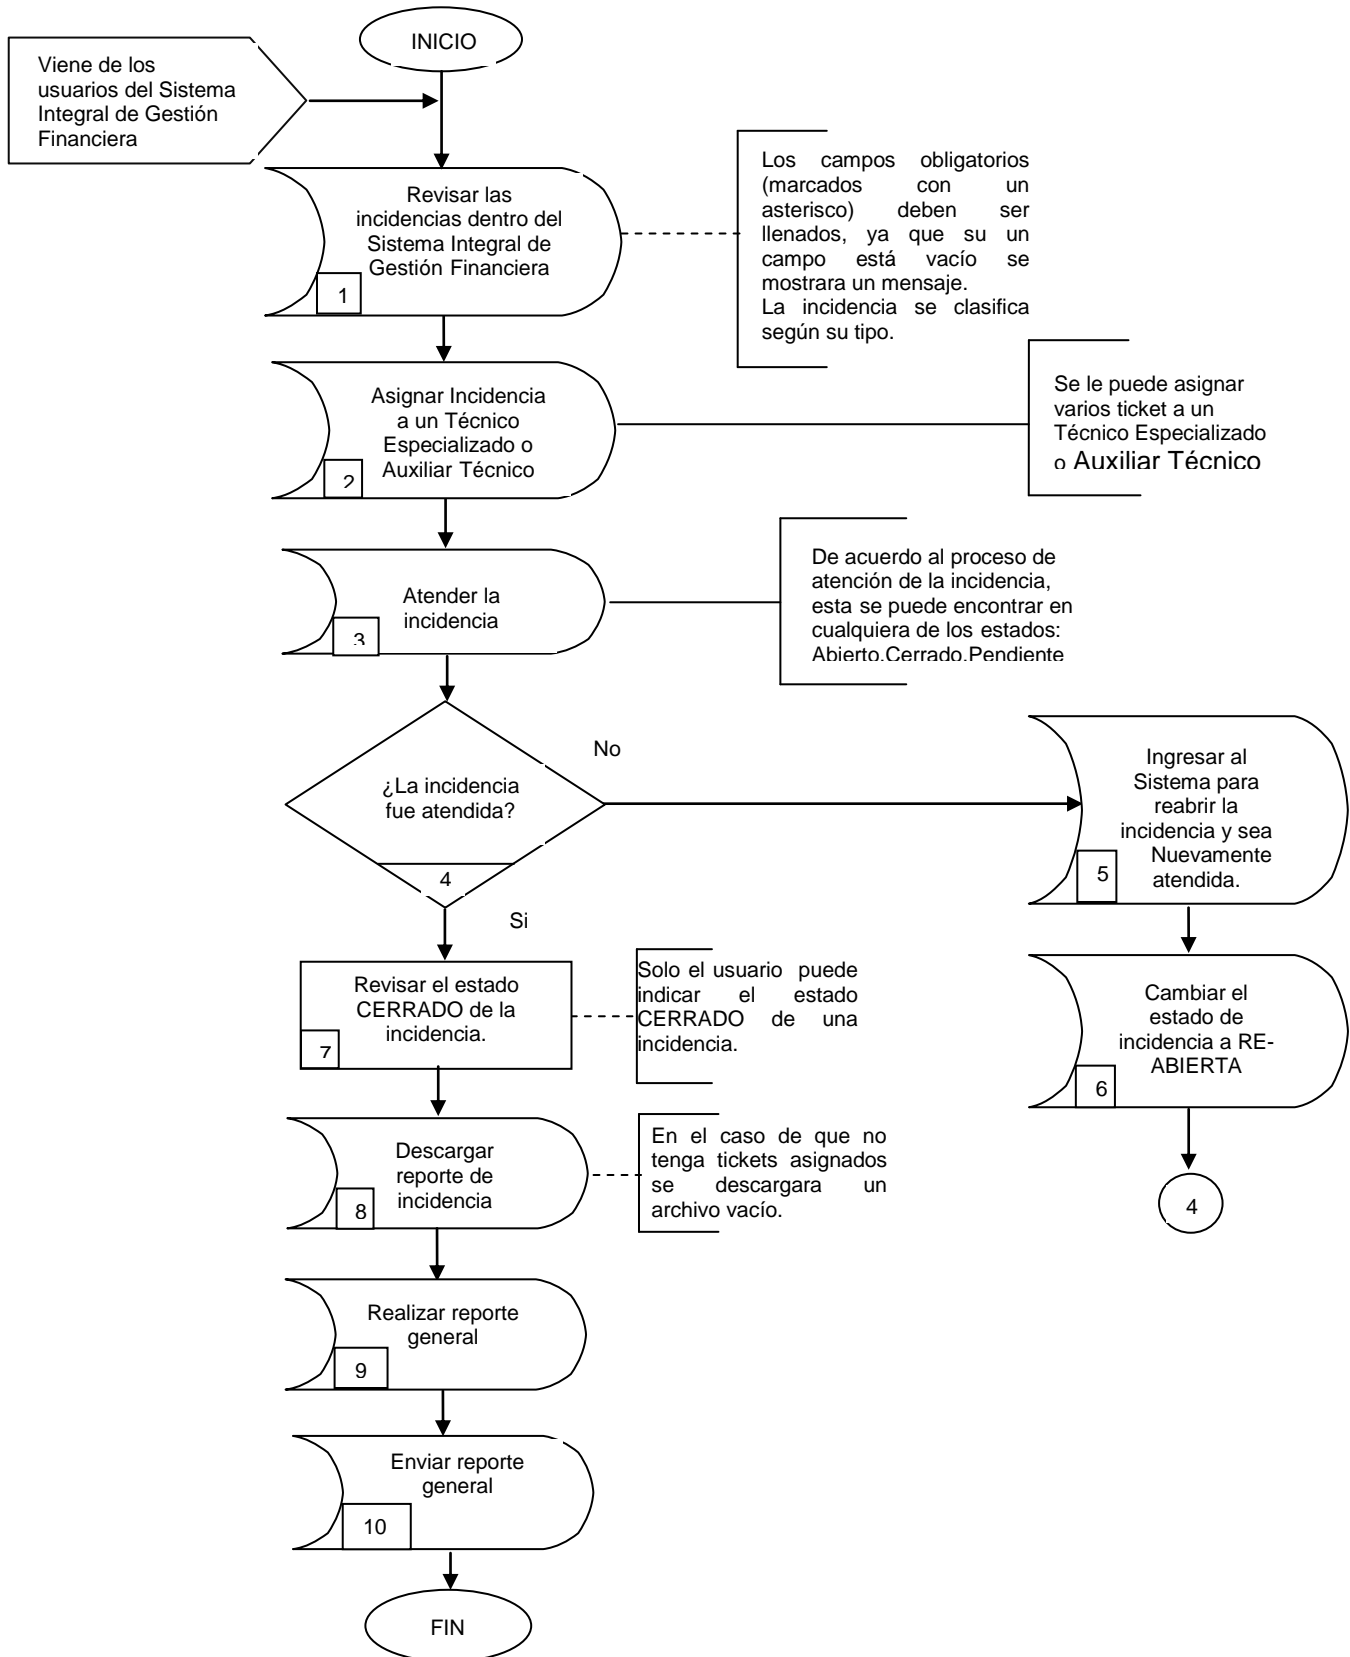 INICIO
Viene de los
usuarios del Sistema
Integral de Gestión
Financiera
Revisar las
incidencias dentro del
Sistema Integral de
Gestión Financiera
1
Los campos obligatorios
(marcados con un
asterisco) deben ser
llenados, ya que su un
campo está vacío se
mostrara un mensaje.
La incidencia se clasifica
según su tipo.
Asignar Incidencia
a un Técnico
Especializado o
Auxiliar Técnico
2
Se le puede asignar
varios ticket a un
Técnico Especializado
o Auxiliar Técnico
Atender la
incidencia
3
De acuerdo al proceso de
atención de la incidencia,
esta se puede encontrar en
cualquiera de los estados:
Abierto,Cerrado,Pendiente
¿La incidencia
fue atendida?
4
No
Si
Ingresar al
Sistema para
reabrir la
incidencia y sea
Nuevamente
atendida.
5
Revisar el estado
CERRADO de la
incidencia.
7
Solo el usuario puede
indicar el estado
CERRADO de una
incidencia.
Cambiar el
estado de
incidencia a RE-
ABIERTA
6
Descargar
reporte de
incidencia
8
En el caso de que no
tenga tickets asignados
se descargara un
archivo vacío.
4
Realizar reporte
general
9
Enviar reporte
general
10
FIN